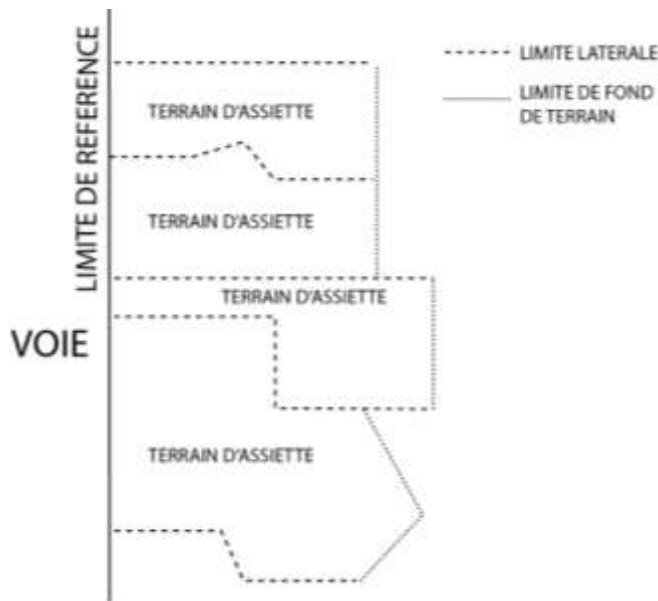 LIMITE DE REFERENCE
LIMITE LATERALE
LIMITE DE FOND
DE TERRAIN
TERRAIN D'ASSIETTE
TERRAIN D'ASSIETTE
TERRAIN D'ASSIETTE
VOIE
TERRAIN D'ASSIETTE